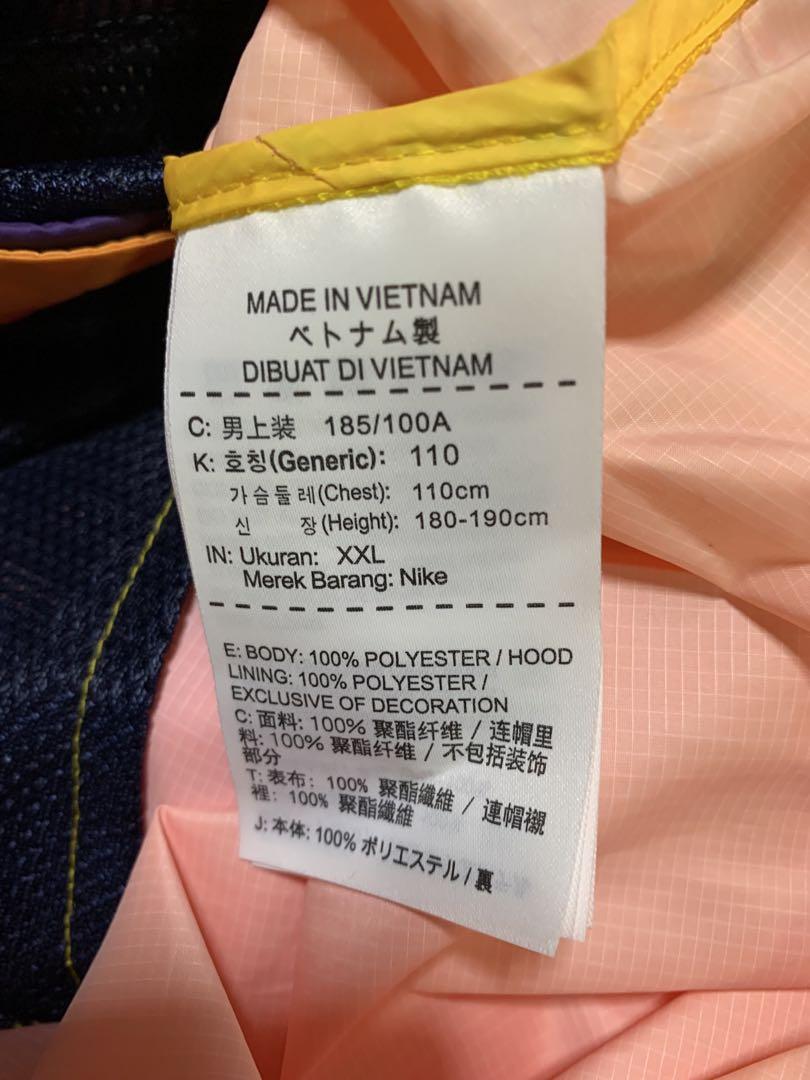 MADE IN VIETNAM
ベトナム製
DIBUAT DI VIETNAM
C: 男上装 185/100A
K: 호칭(Generic): 110
가슴둘레(Chest): 110cm
신 장(Height): 180-190cm
IN: Ukuran: XXL
Merek Barang: Nike
E: BODY: 100% POLYESTER / HOOD
LINING: 100% POLYESTER /
EXCLUSIVE OF DECORATION
C: 面料: 100% 聚酯纤维 / 连帽里
料: 100% 聚酯纤维 / 不包括装饰
部分
T: 表布: 100% 聚酯纖維 / 連帽襯
裡: 100% 聚酯纖維
J: 本体: 100% ポリエステル / 裏